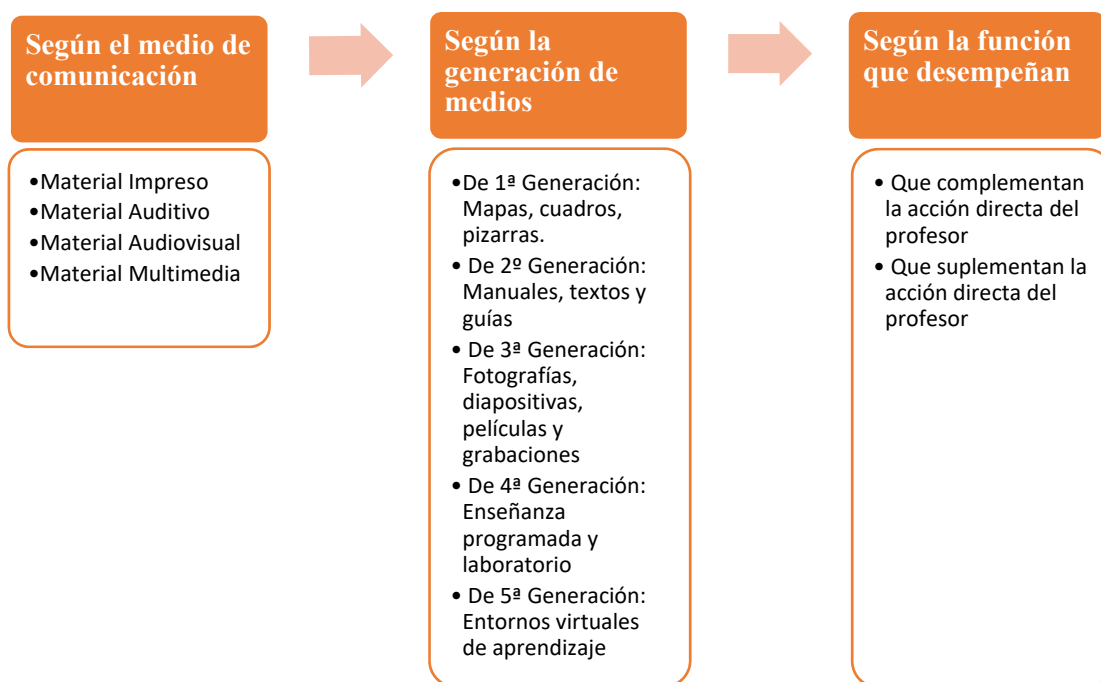 Según el medio de
comunicación
•Material Impreso
•Material Auditivo
•Material Audiovisual
•Material Multimedia
Según la
generación de
medios
•De 1ª Generación:
Mapas, cuadros,
pizarras.
• De 2º Generación:
Manuales, textos y
guías
• De 3ª Generación:
Fotografías,
diapositivas,
películas y
grabaciones
• De 4ª Generación:
Enseñanza
programada y
laboratorio
• De 5ª Generación:
Entornos virtuales
de aprendizaje
Según la función
que desempeñan
• Que complementan
la acción directa del
profesor
• Que suplementan la
acción directa del
profesor